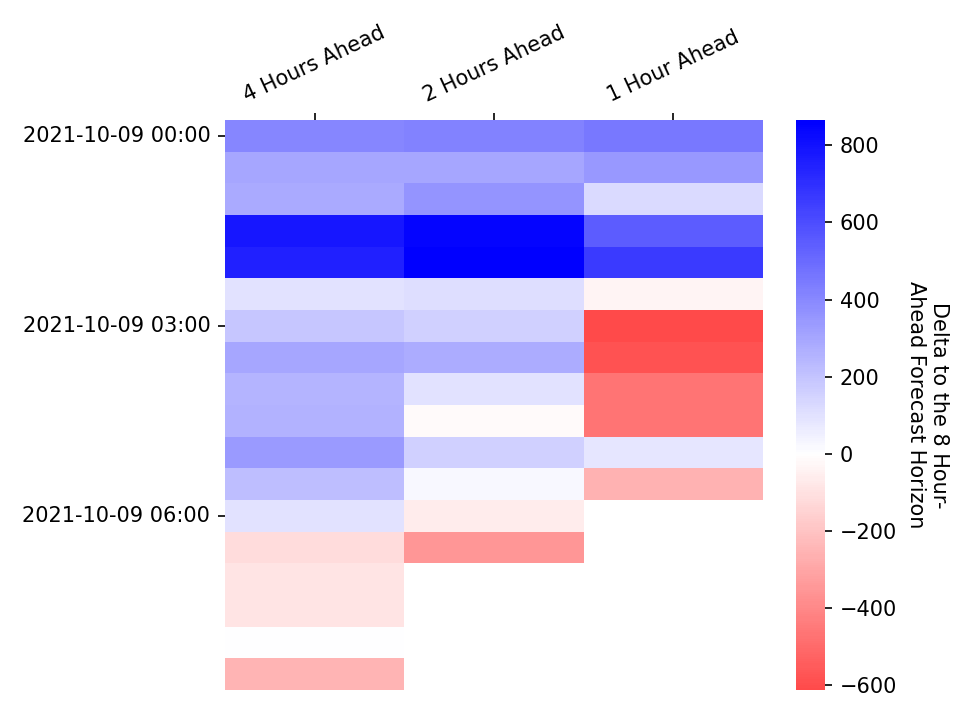 4 Hours Ahead
2 Hours Ahead
1 Hour Ahead
2021-10-09 00:00
2021-10-09 03:00
2021-10-09 06:00
800
600
400
200
0
−200
−400
−600
Delta to the 8 Hour-
Ahead Forecast Horizon